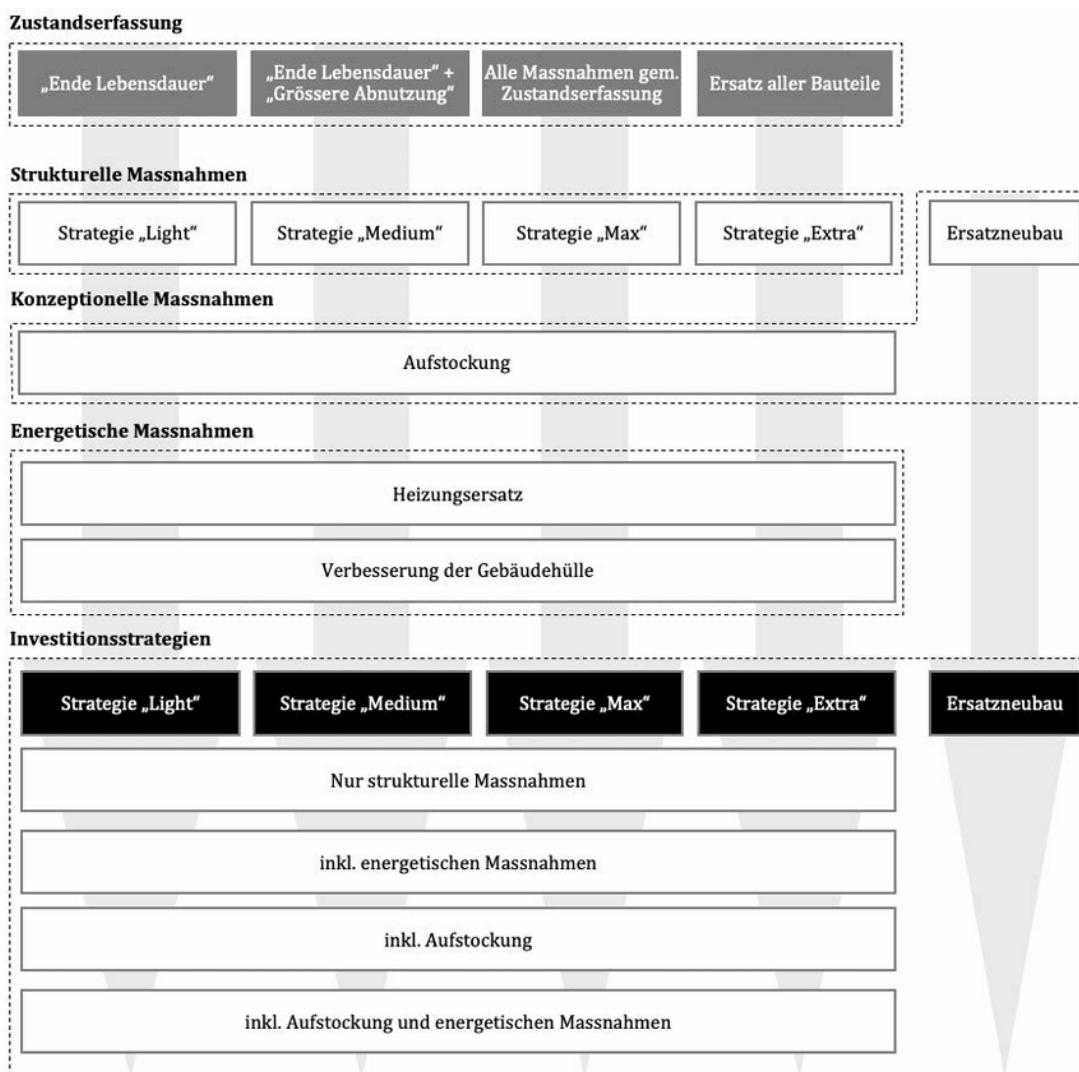 Zustandserfassung
„Ende Lebensdauer“
„Ende Lebensdauer“ +
„Grössere Abnutzung“
Alle Massnahmen gem.
Zustandserfassung
Ersatz aller Bauteile
Strukturelle Massnahmen
Strategie „Light“
Strategie „Medium“
Strategie „Max“
Strategie „Extra“
Ersatzneubau
Konzeptionelle Massnahmen
Aufstockung
Energetische Massnahmen
Heizungsersatz
Verbesserung der Gebäudehülle
Investitionsstrategien
Strategie „Light“
Strategie „Medium“
Strategie „Max“
Strategie „Extra“
Ersatzneubau
Nur strukturelle Massnahmen
inkl. energetischen Massnahmen
inkl. Aufstockung
inkl. Aufstockung und energetischen Massnahmen